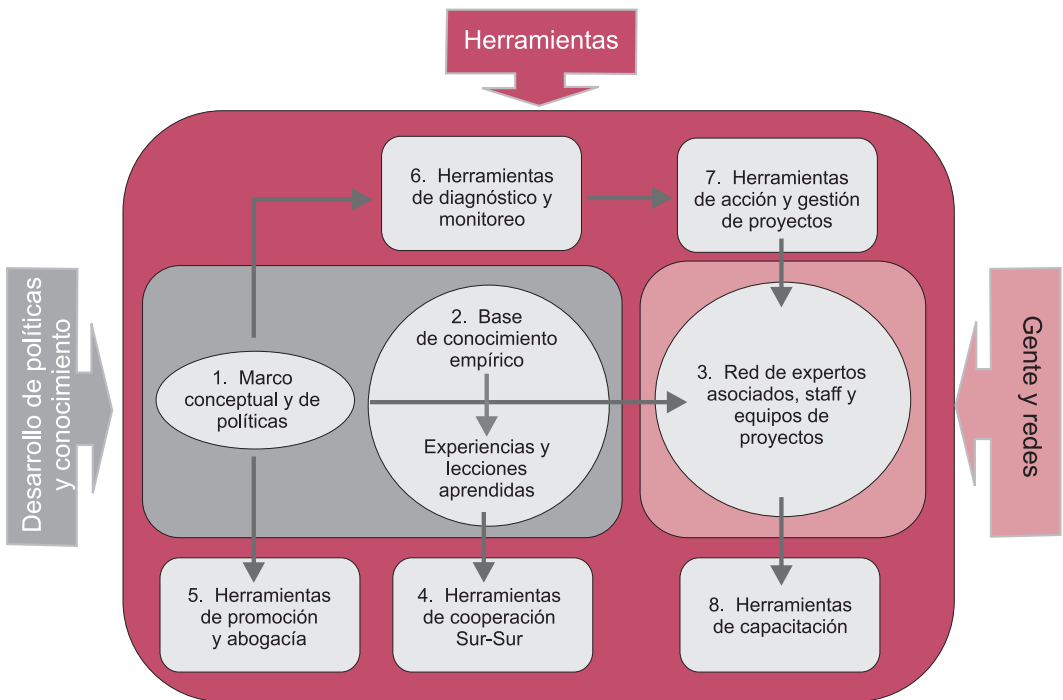 Herramientas
6. Herramientas
de diagnóstico y
monitoreo
7. Herramientas
de acción y gestión
de proyectos
Desarrollo de políticas
y conocimiento
1. Marco
conceptual y de
políticas
2. Base
de conocimiento
empírico
Experiencias y
lecciones
aprendidas
3. Red de expertos
asociados, staff y
equipos de
proyectos
Gente y redes
5. Herramientas
de promoción
y abogacía
4. Herramientas
de cooperación
Sur-Sur
8. Herramientas
de capacitación